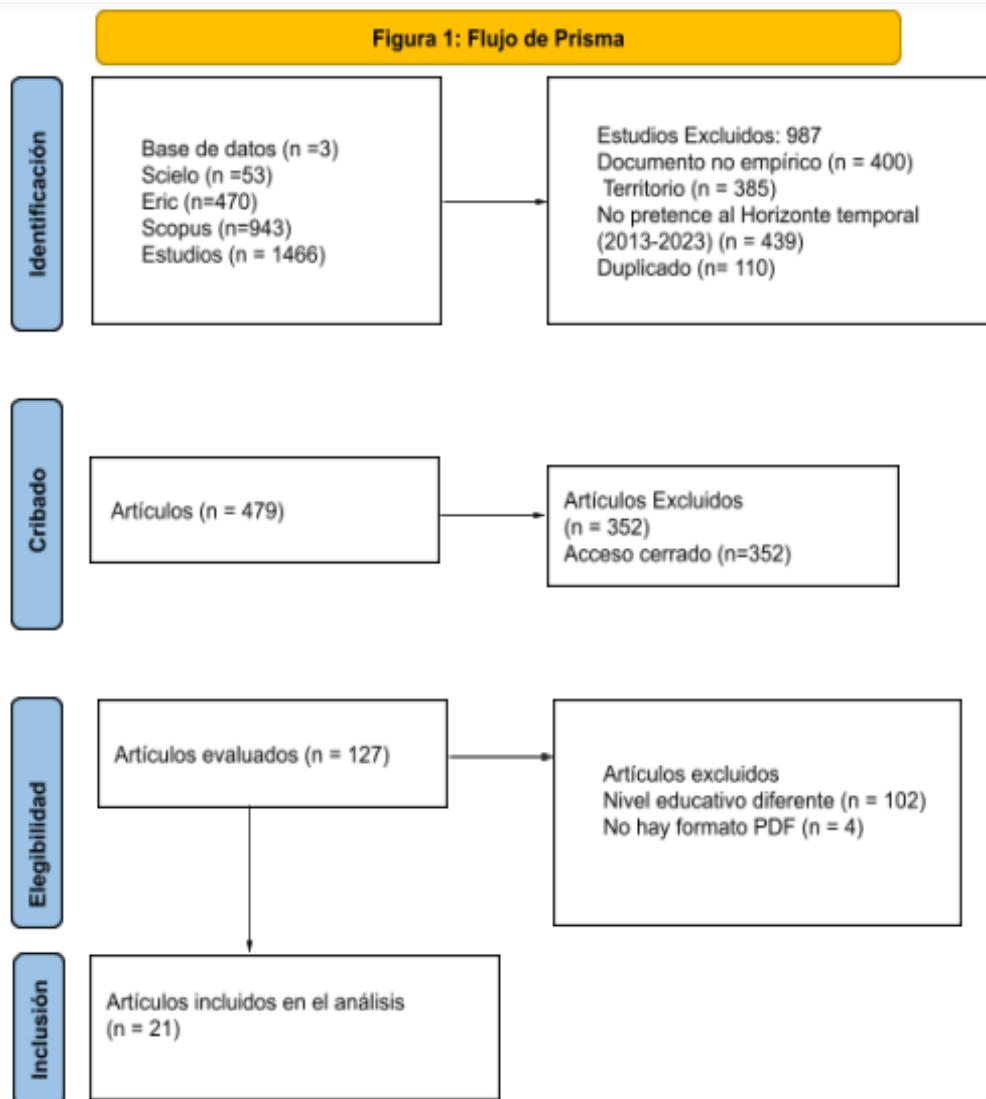 Figura 1: Flujo de Prisma
Identificación
Base de datos (n =3)
Scielo (n =53)
Eric (n=470)
Scopus (n=943)
Estudios (n = 1466)
Estudios Excluidos: 987
Documento no empírico (n = 400)
Territorio (n = 385)
No pretence al Horizonte temporal
(2013-2023) (n = 439)
Duplicado (n= 110)
Cribado
Artículos (n = 479)
Artículos Excluidos
(n = 352)
Acceso cerrado (n=352)
Elegibilidad
Artículos evaluados (n = 127)
Artículos excluidos
Nivel educativo diferente (n = 102)
No hay formato PDF (n = 4)
Inclusión
Artículos incluidos en el análisis
(n = 21)